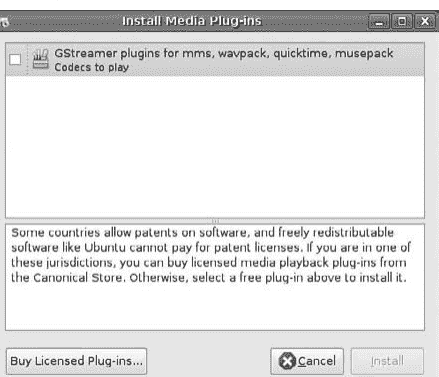 Install Media Plug-ins
GStreamer plugins for mms, wavpack, quicktime, musepack
Codecs to play
Some countries allow patents on software, and freely redistributable
software like Ubuntu cannot pay for patent licenses. If you are in one of
these jurisdictions, you can buy licensed media playback plug-ins from
the Canonical Store. Otherwise, select a free plug-in above to install it.
Buy Licensed Plug-ins...
Cancel
Install